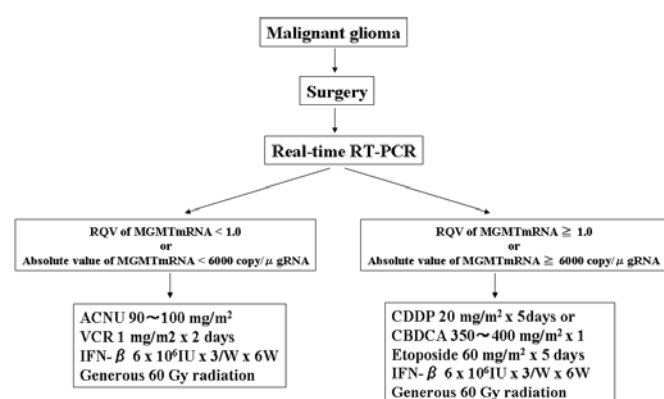 Malignant glioma
Surgery
Real-time RT-PCR
RQV of MGMTmRNA < 1.0
or
Absolute value of MGMTmRNA < 6000 copy/μ gRNA
RQV of MGMTmRNA ≧ 1.0
or
Absolute value of MGMTmRNA ≧ 6000 copy/μ gRNA
ACNU 90～100 mg/m²
VCR 1 mg/m2 x 2 days
IFN-β 6 x 10⁶IU x 3/W x 6W
Generous 60 Gy radiation
CDDP 20 mg/m² x 5days or
CBDCA 350～400 mg/m² x 1
Etoposide 60 mg/m² x 5 days
IFN-β 6 x 10⁶IU x 3/W x 6W
Generous 60 Gy radiation